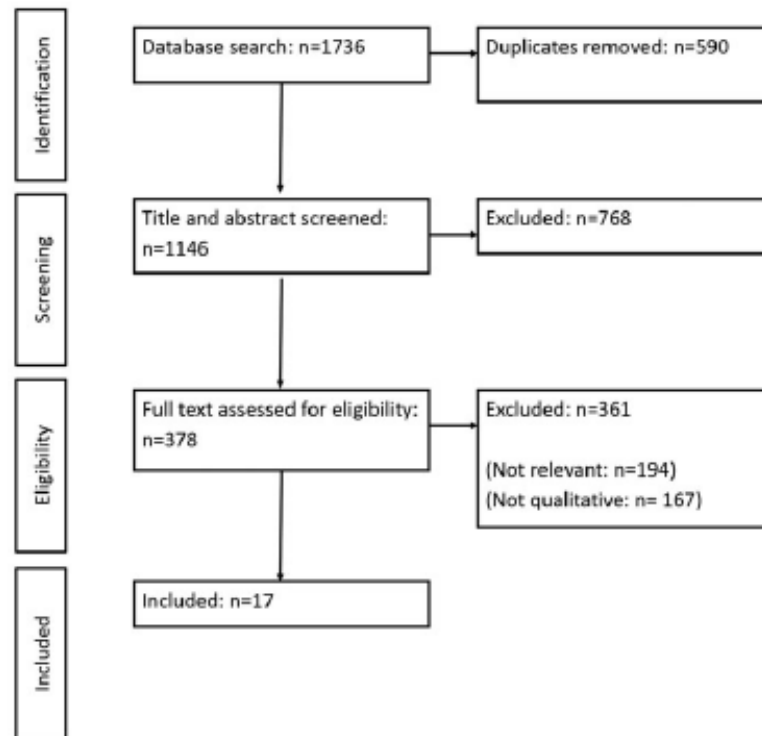 Identification
Database search: n=1736
Duplicates removed: n=590
Screening
Title and abstract screened:
n=1146
Excluded: n=768
Eligibility
Full text assessed for eligibility:
n=378
Excluded: n=361
(Not relevant: n=194)
(Not qualitative: n= 167)
Included
Included: n=17